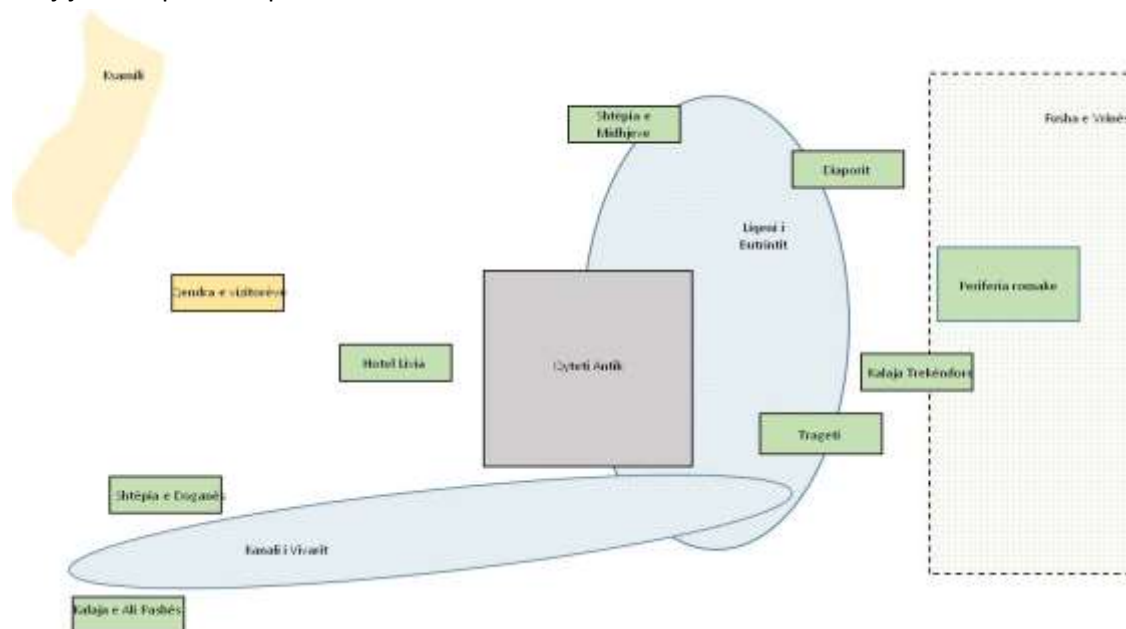 Ksamili
Shtëpia e
Midhjeve
Fusha e Vrinës
Diaporit
Liqeni i
Butrintit
Qendra e vizitorëve
Periferia romake
Hotel Livia
Qyteti Antik
Kalaja Trekëndore
Trageti
Shtëpia e Doganës
Kanali i Vivarit
Kalaja e Ali Pashës